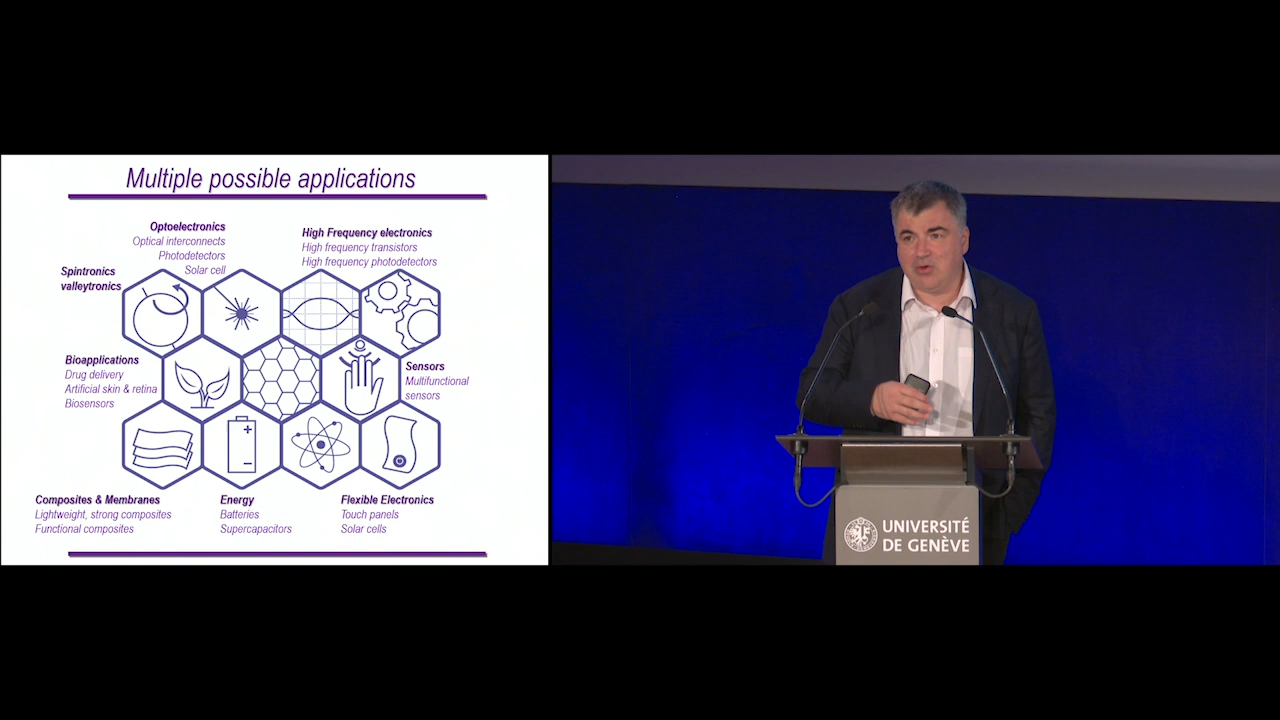 Multiple possible applications
Optoelectronics
Optical interconnects
Photodetectors
Solar cell
High Frequency electronics
High frequency transistors
High frequency photodetectors
Spintronics
valleytronics
Bioapplications
Drug delivery
Artificial skin & retina
Biosensors
Sensors
Multifunctional
sensors
Composites & Membranes
Lightweight, strong composites
Functional composites
Energy
Batteries
Supercapacitors
Flexible Electronics
Touch panels
Solar cells
UNIVERSITÉ
DE GENÈVE